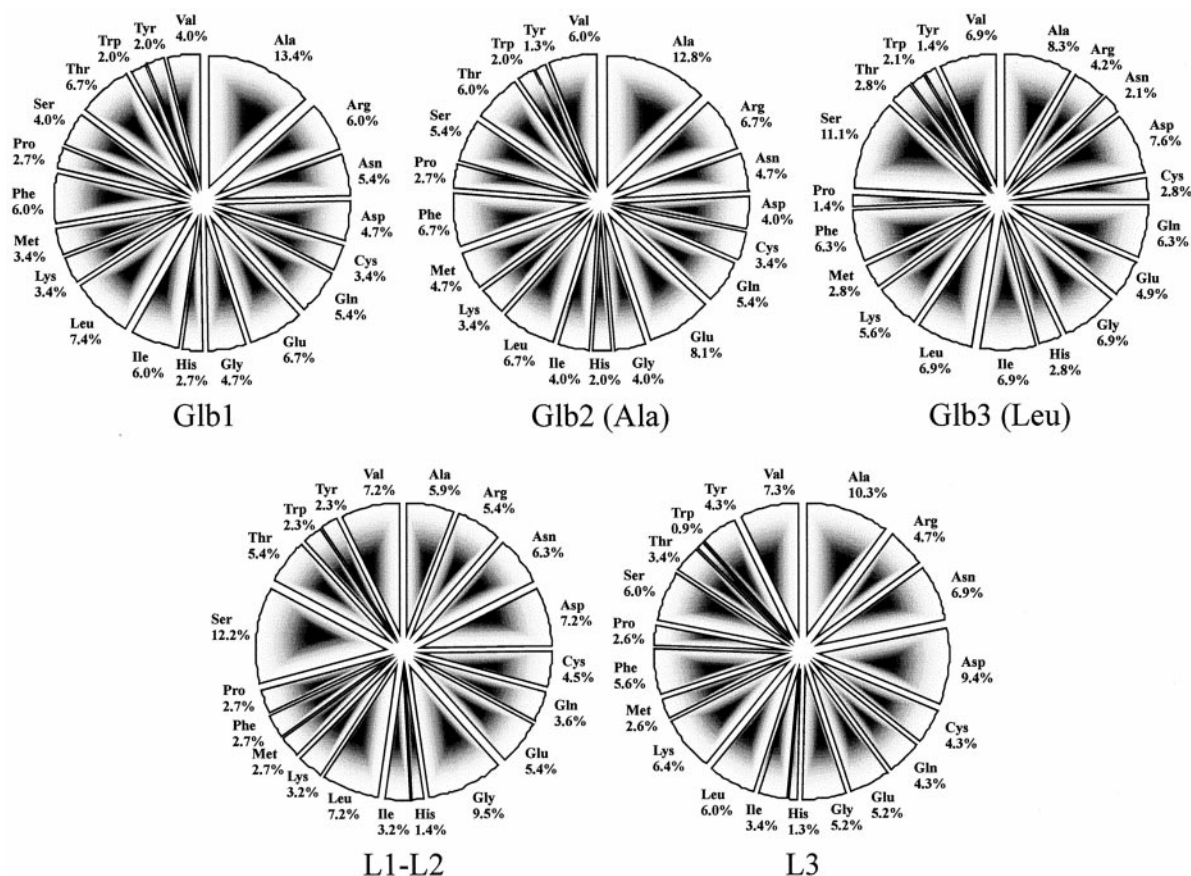 Ala
13.4%
Arg
6.0%
Asn
5.4%
Asp
4.7%
Cys
3.4%
Gln
5.4%
Glu
6.7%
Gly
4.7%
His
2.7%
Ile
6.0%
Leu
7.4%
Lys
3.4%
Met
3.4%
Phe
6.0%
Pro
2.7%
Ser
4.0%
Thr
6.7%
Trp
2.0%
Tyr
2.0%
Val
4.0%
Glb1
Ala
12.8%
Arg
6.7%
Asn
4.7%
Asp
4.0%
Cys
3.4%
Gln
5.4%
Glu
8.1%
Gly
4.0%
His
2.0%
Ile
4.0%
Leu
6.7%
Lys
3.4%
Met
4.7%
Phe
6.7%
Pro
2.7%
Ser
5.4%
Thr
6.0%
Trp
2.0%
Tyr
1.3%
Val
6.0%
Glb2 (Ala)
Ala
8.3%
Arg
4.2%
Asn
2.1%
Asp
7.6%
Cys
2.8%
Gln
6.3%
Glu
4.9%
Gly
6.9%
His
2.8%
Ile
6.9%
Leu
6.9%
Lys
5.6%
Met
2.8%
Phe
6.3%
Pro
1.4%
Ser
11.1%
Thr
2.8%
Trp
2.1%
Tyr
1.4%
Val
6.9%
Glb3 (Leu)
Ala
5.9%
Arg
5.4%
Asn
6.3%
Asp
7.2%
Cys
4.5%
Gln
3.6%
Glu
5.4%
Gly
9.5%
His
1.4%
Ile
3.2%
Leu
7.2%
Lys
3.2%
Met
2.7%
Phe
2.7%
Pro
2.7%
Ser
12.2%
Thr
5.4%
Trp
2.3%
Tyr
2.3%
Val
7.2%
L1-L2
Ala
10.3%
Arg
4.7%
Asn
6.9%
Asp
9.4%
Cys
4.3%
Gln
4.3%
Glu
5.2%
Gly
5.2%
His
1.3%
Ile
3.4%
Leu
6.0%
Lys
6.4%
Met
2.6%
Phe
5.6%
Pro
2.6%
Ser
6.0%
Thr
3.4%
Trp
0.9%
Tyr
4.3%
Val
7.3%
L3